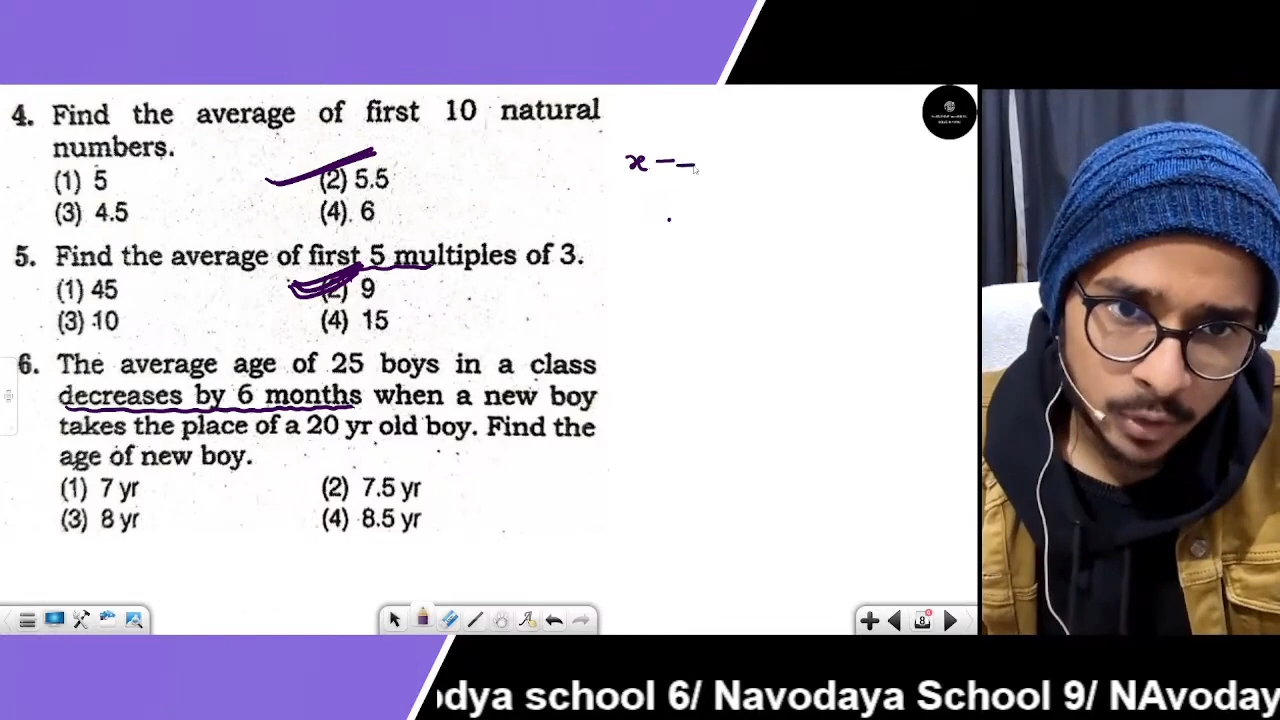 4. Find the average of first 10 natural
numbers.
(1) 5 (2) 5.5
(3) 4.5 (4). 6
5. Find the average of first 5 multiples of 3.
(1) 45 (2) 9
(3) 10 (4) 15
6. The average age of 25 boys in a class
decreases by 6 months when a new boy
takes the place of a 20 yr old boy. Find the
age of new boy.
(1) 7 yr (2) 7.5 yr
(3) 8 yr (4) 8.5 yr
x --
8
odya school 6/ Navodaya School 9/ NAvoday